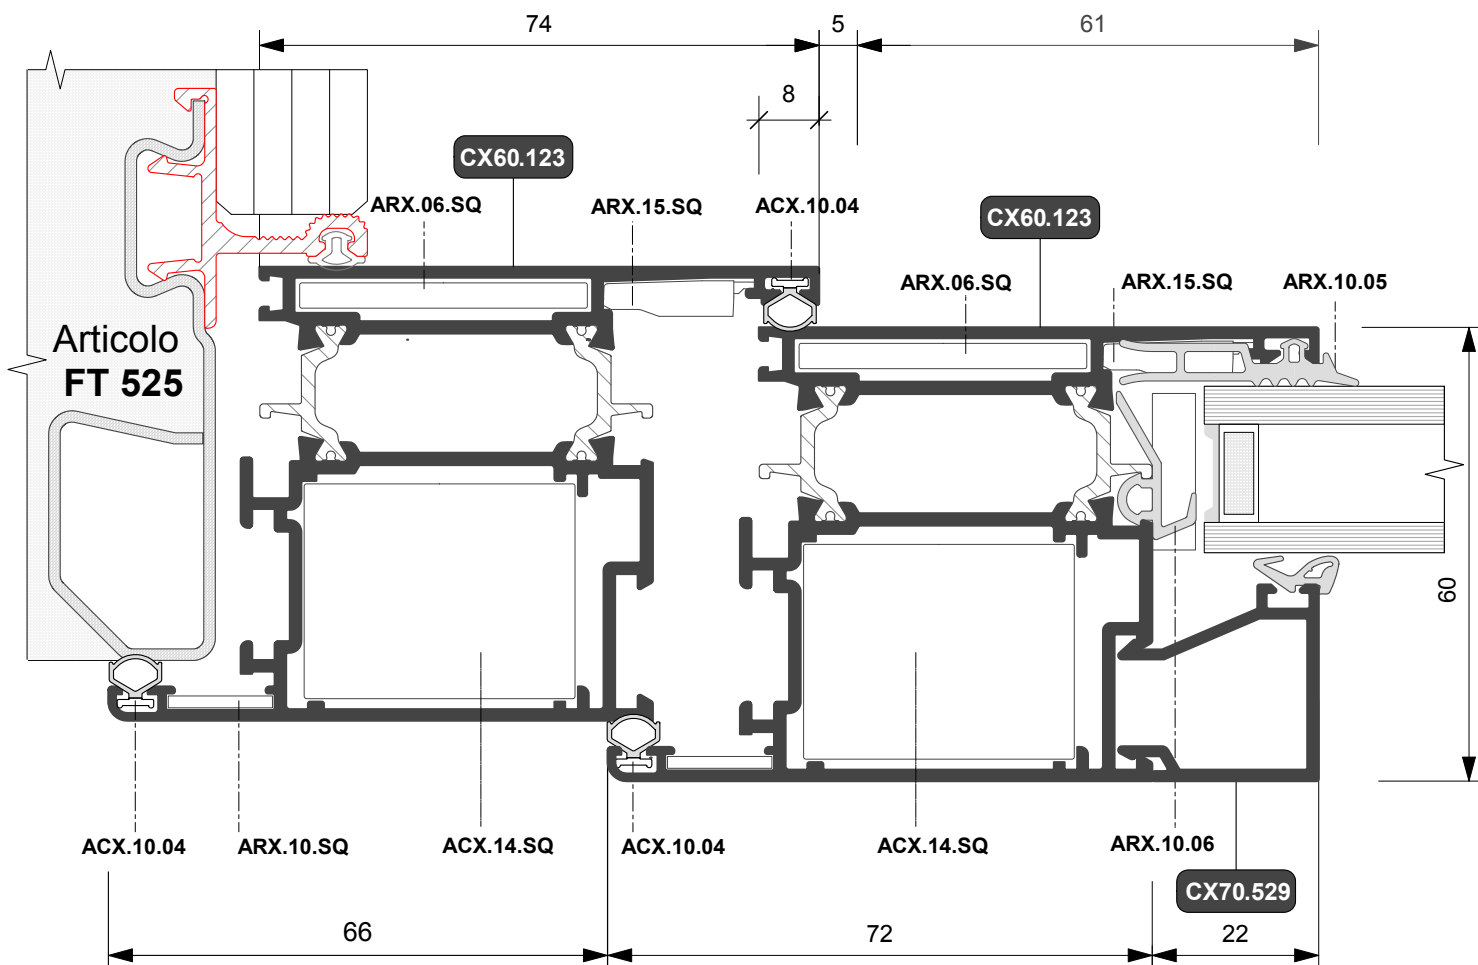 74
5
61
8
CX60.123
ARX.06.SQ
ARX.15.SQ
ACX.10.04
CX60.123
ARX.06.SQ
ARX.15.SQ
ARX.10.05
Articolo
FT 525
60
ACX.10.04
ARX.10.SQ
ACX.14.SQ
ACX.10.04
ACX.14.SQ
ARX.10.06
CX70.529
66
72
22